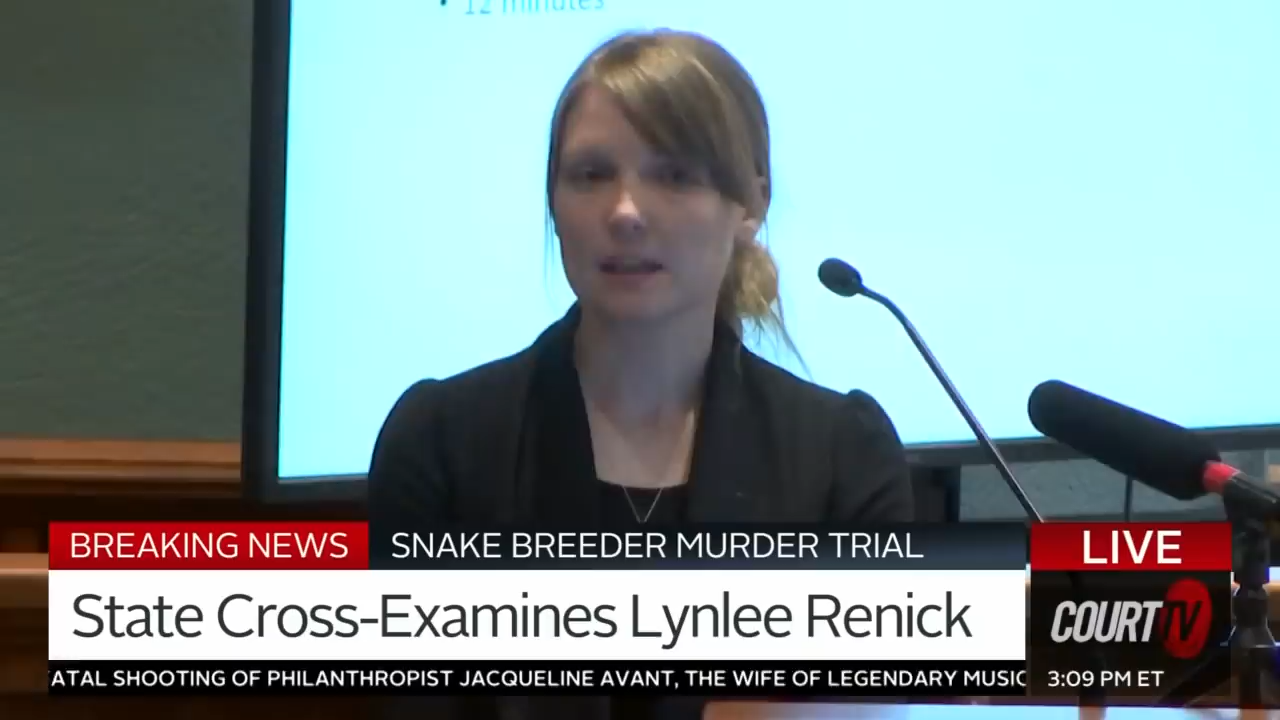 • 12 minutes
BREAKING NEWS
SNAKE BREEDER MURDER TRIAL
LIVE
State Cross-Examines Lynlee Renick
COURT TV
ATAL SHOOTING OF PHILANTHROPIST JACQUELINE AVANT, THE WIFE OF LEGENDARY MUSIC
3:09 PM ET